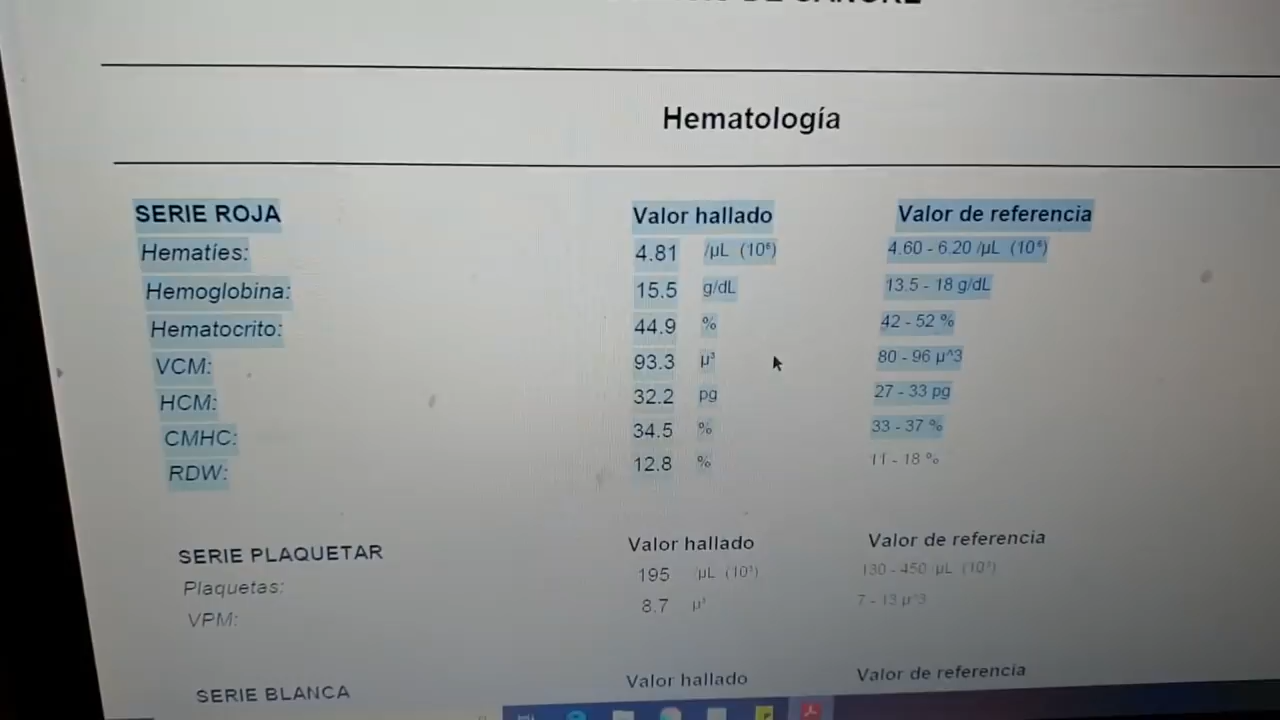 DE SANGRE
Hematología
SERIE ROJA Valor hallado Valor de referencia
Hematíes: 4.81 /µL (10⁶) 4.60 - 6.20 /µL (10⁶)
Hemoglobina: 15.5 g/dL 13.5 - 18 g/dL
Hematocrito: 44.9 % 42 - 52 %
VCM: 93.3 µ³ 80 - 96 µ^3
HCM: 32.2 pg 27 - 33 pg
CMHC: 34.5 % 33 - 37 %
RDW: 12.8 % 11 - 18 %
SERIE PLAQUETAR Valor hallado Valor de referencia
Plaquetas: 195 µL (10³) 130 - 450 µL (10³)
VPM: 8.7 µ³ 7 - 13 µ^3
SERIE BLANCA Valor hallado Valor de referencia